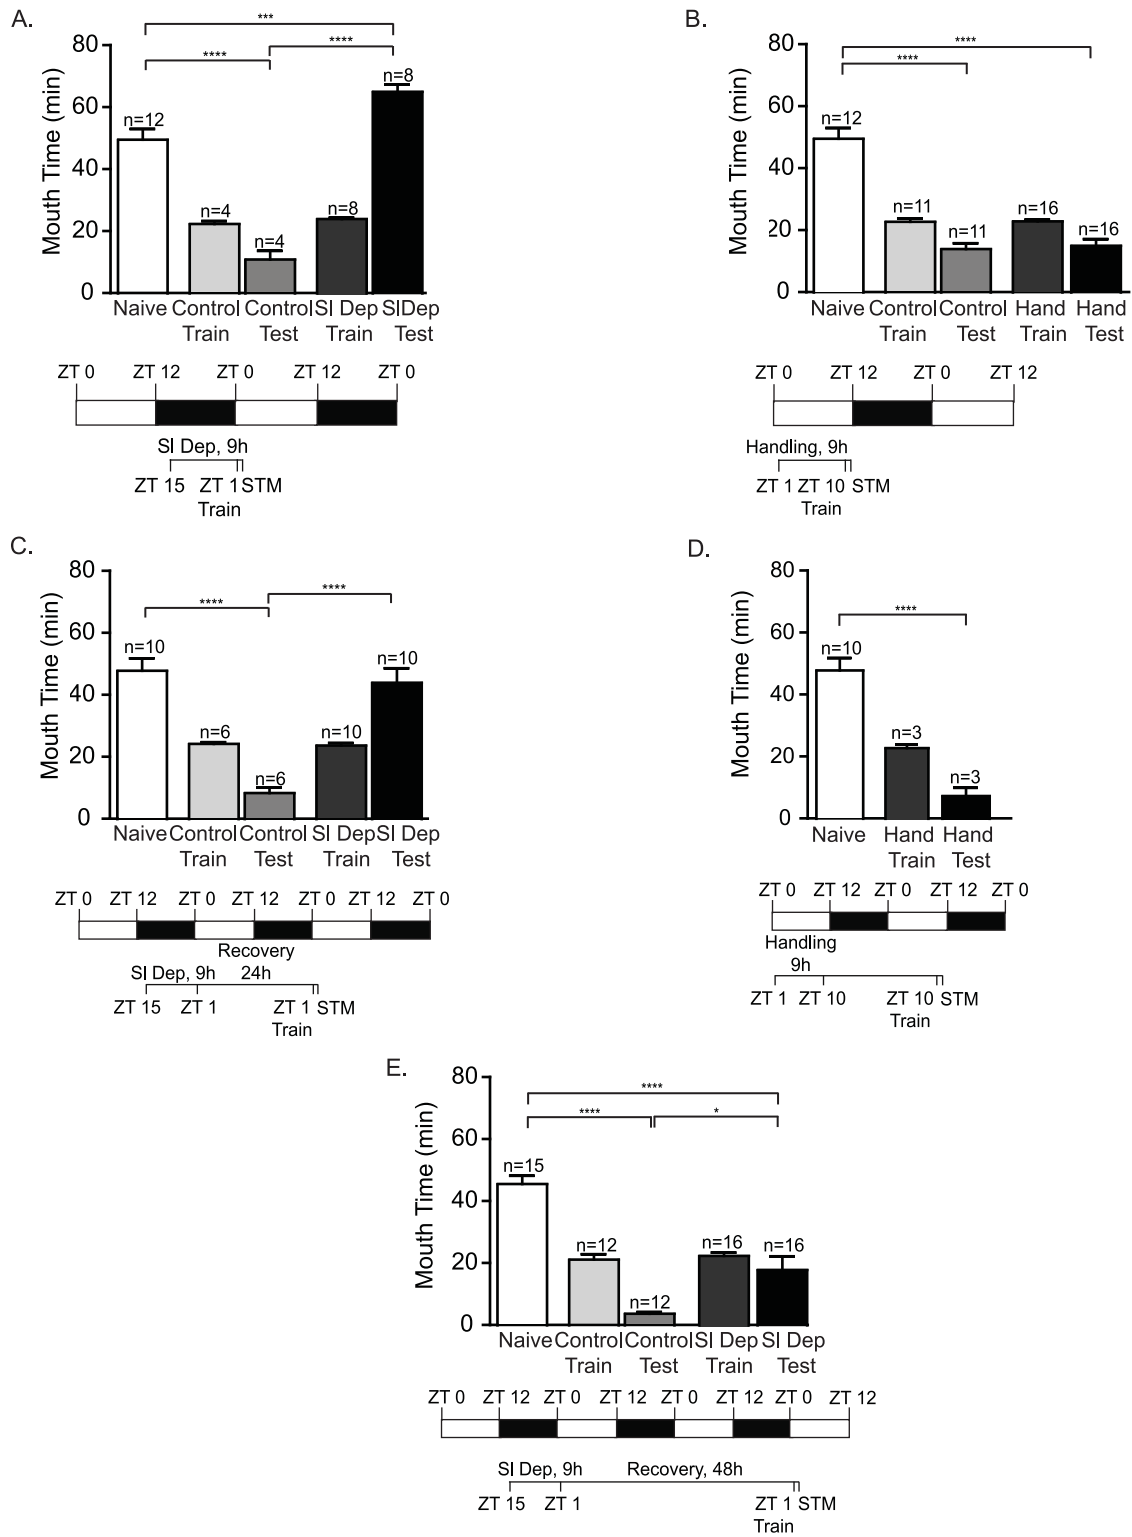 A.
***
****
****
80
60
40
20
0
Mouth Time (min)
n=12
n=4
n=4
n=8
n=8
Naive Control Control Sl Dep SlDep
Train Test Train Test
ZT 0 ZT 12 ZT 0 ZT 12 ZT 0
Sl Dep, 9h
ZT 15 ZT 1 STM
Train
B.
****
****
80
60
40
20
0
Mouth Time (min)
n=12
n=11
n=11
n=16
n=16
Naive Control Control Hand Hand
Train Test Train Test
ZT 0 ZT 12 ZT 0 ZT 12
Handling, 9h
ZT 1 ZT 10 STM
Train
C.
****
****
80
60
40
20
0
Mouth Time (min)
n=10
n=6
n=6
n=10
n=10
Naive Control Control Sl Dep Sl Dep
Train Test Train Test
ZT 0 ZT 12 ZT 0 ZT 12 ZT 0 ZT 12 ZT 0
Recovery
Sl Dep, 9h 24h
ZT 15 ZT 1 ZT 1 STM
Train
D.
****
80
60
40
20
0
Mouth Time (min)
n=10
n=3
n=3
Naive Hand Hand
Train Test
ZT 0 ZT 12 ZT 0 ZT 12 ZT 0
Handling
9h
ZT 1 ZT 10 ZT 10 STM
Train
E.
****
****
*
80
60
40
20
0
Mouth Time (min)
n=15
n=12
n=12
n=16
n=16
Naive Control Control Sl Dep Sl Dep
Train Test Train Test
ZT 0 ZT 12 ZT 0 ZT 12 ZT 0 ZT 12 ZT 0 ZT 12
Sl Dep, 9h Recovery, 48h
ZT 15 ZT 1 ZT 1 STM
Train